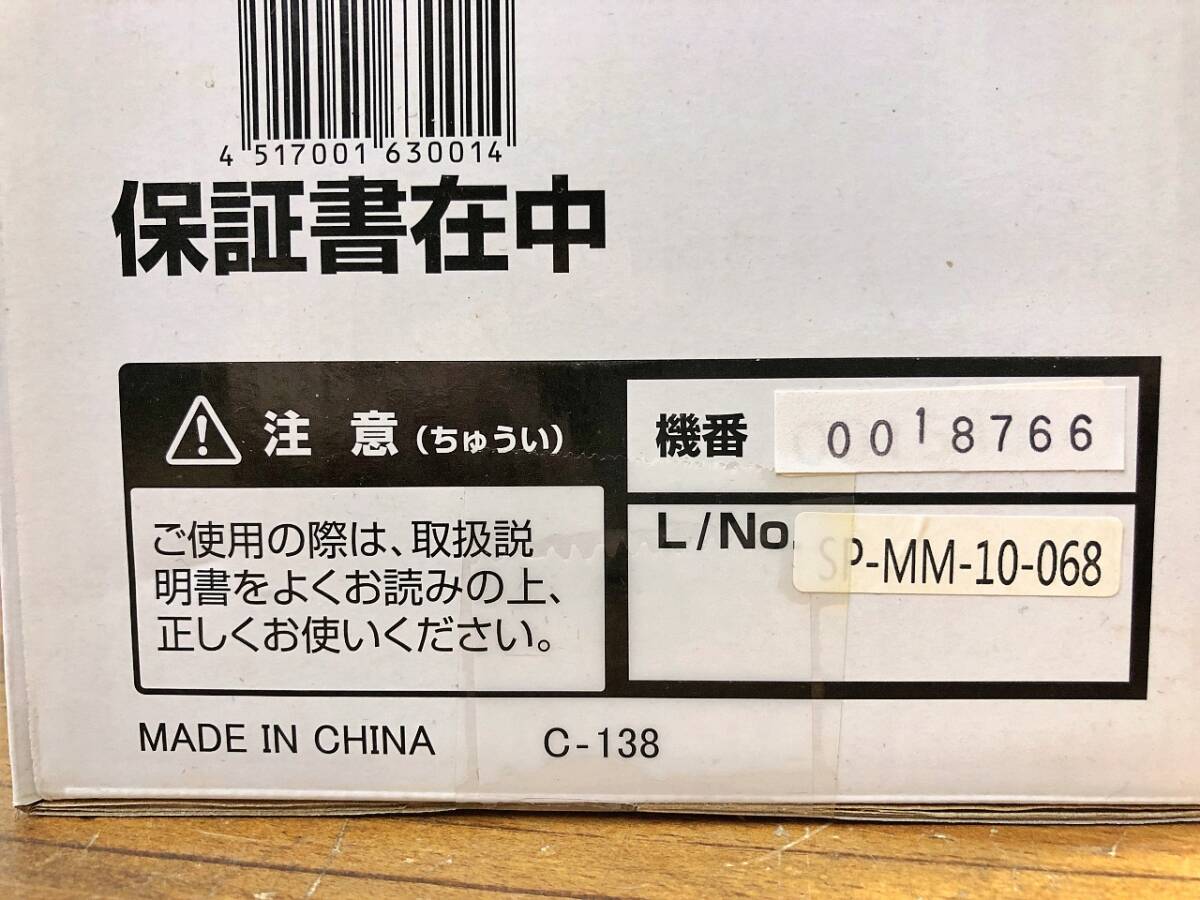 4 517001 630014
保証書在中
注意(ちゅうい)
ご使用の際は、取扱説
明書をよくお読みの上、
正しくお使いください。
機番 0018766
L/No. SP-MM-10-068
MADE IN CHINA C-138